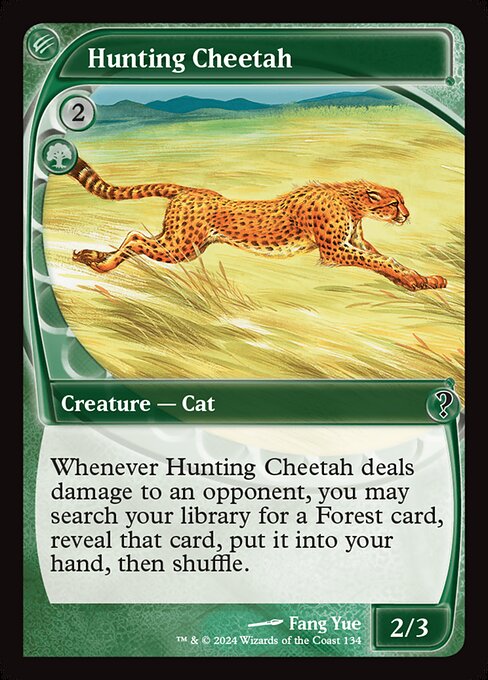 Hunting Cheetah
2
Creature — Cat
?
Whenever Hunting Cheetah deals
damage to an opponent, you may
search your library for a Forest card,
reveal that card, put it into your
hand, then shuffle.
Fang Yue
™ & © 2024 Wizards of the Coast 134
2/3